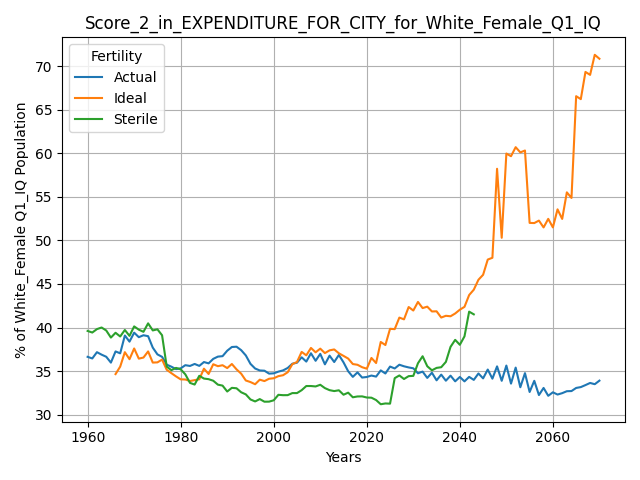 Score_2_in_EXPENDITURE_FOR_CITY_for_White_Female_Q1_IQ
Fertility
Actual
Ideal
Sterile
% of White_Female Q1_IQ Population
70
65
60
55
50
45
40
35
30
1960 1980 2000 2020 2040 2060
Years